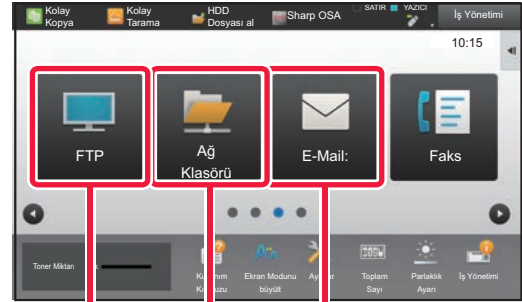 Kolay
Kopya
Kolay
Tarama
HDD
Dosyası al
Sharp OSA
SATIR
YAZICI
İş Yönetimi
10:15
FTP
Ağ
Klasörü
E-Mail:
Faks
Toner Miktarı
Ekran Modunu
büyült
Toplam
Sayı
Parlaklık
Ayarı
İş Yönetimi